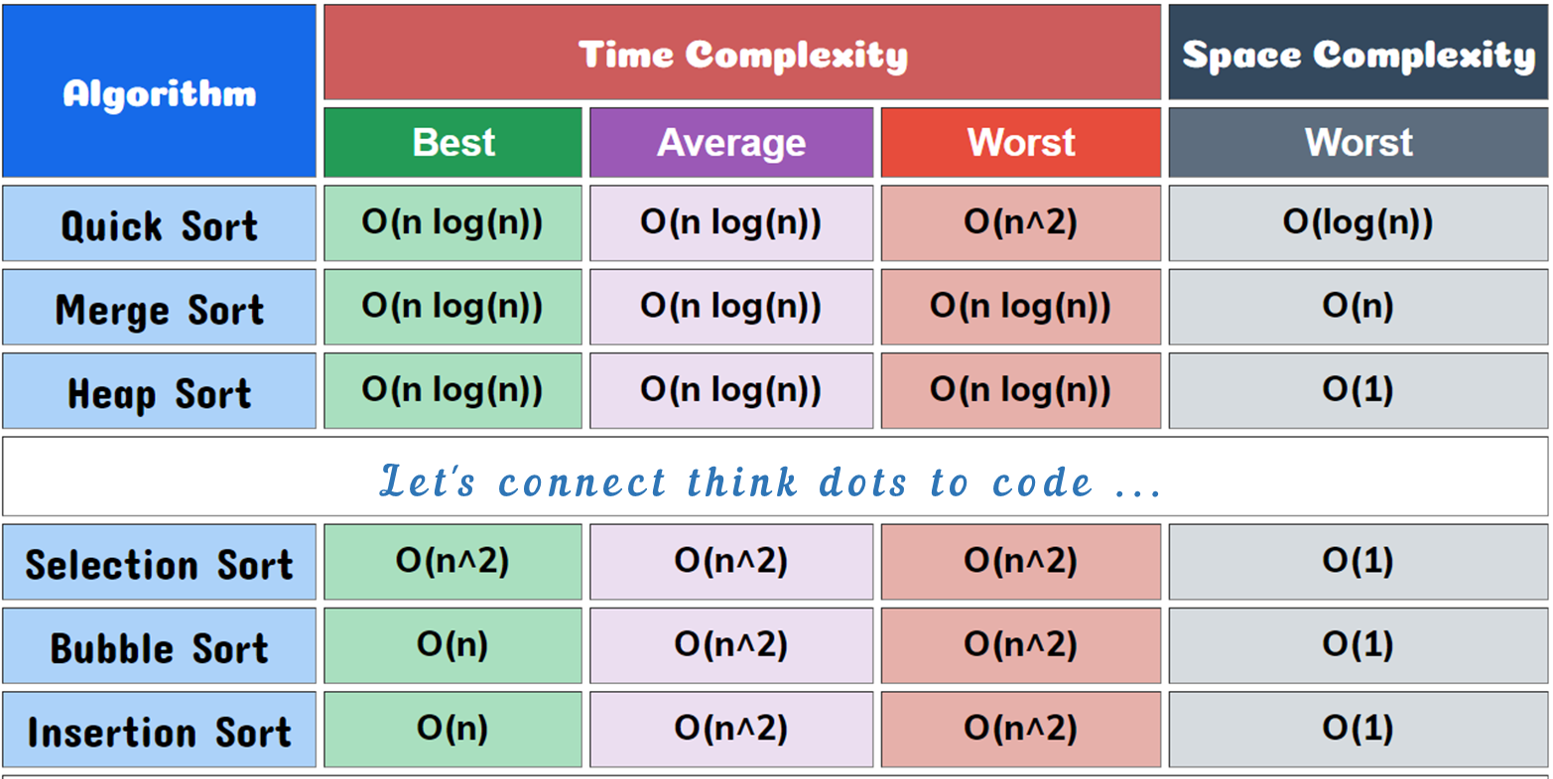 Algorithm Time Complexity Space Complexity
Best Average Worst Worst
Quick Sort O(n log(n)) O(n log(n)) O(n^2) O(log(n))
Merge Sort O(n log(n)) O(n log(n)) O(n log(n)) O(n)
Heap Sort O(n log(n)) O(n log(n)) O(n log(n)) O(1)
Let's connect think dots to code ...
Selection Sort O(n^2) O(n^2) O(n^2) O(1)
Bubble Sort O(n) O(n^2) O(n^2) O(1)
Insertion Sort O(n) O(n^2) O(n^2) O(1)